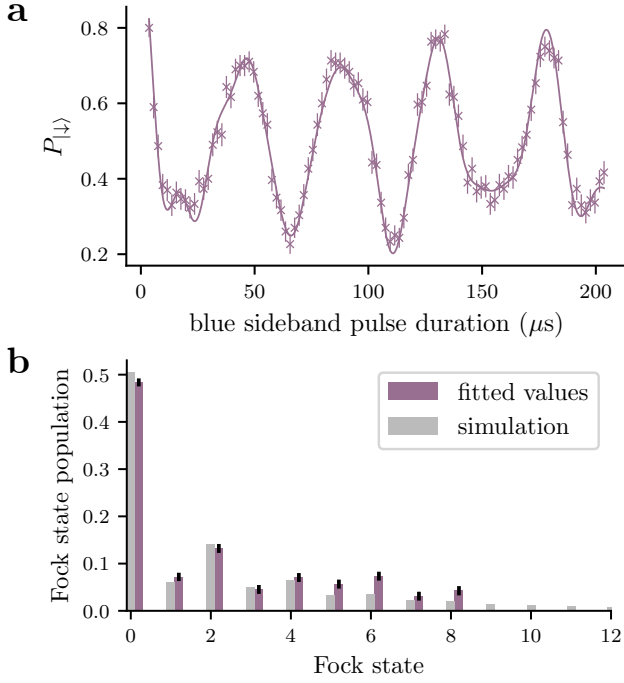 a
0.8
0.6
0.4
0.2
P|↓⟩
0 50 100 150 200
blue sideband pulse duration (μs)
b
0.5
0.4
0.3
0.2
0.1
0.0
Fock state population
fitted values
simulation
0 2 4 6 8 10 12
Fock state